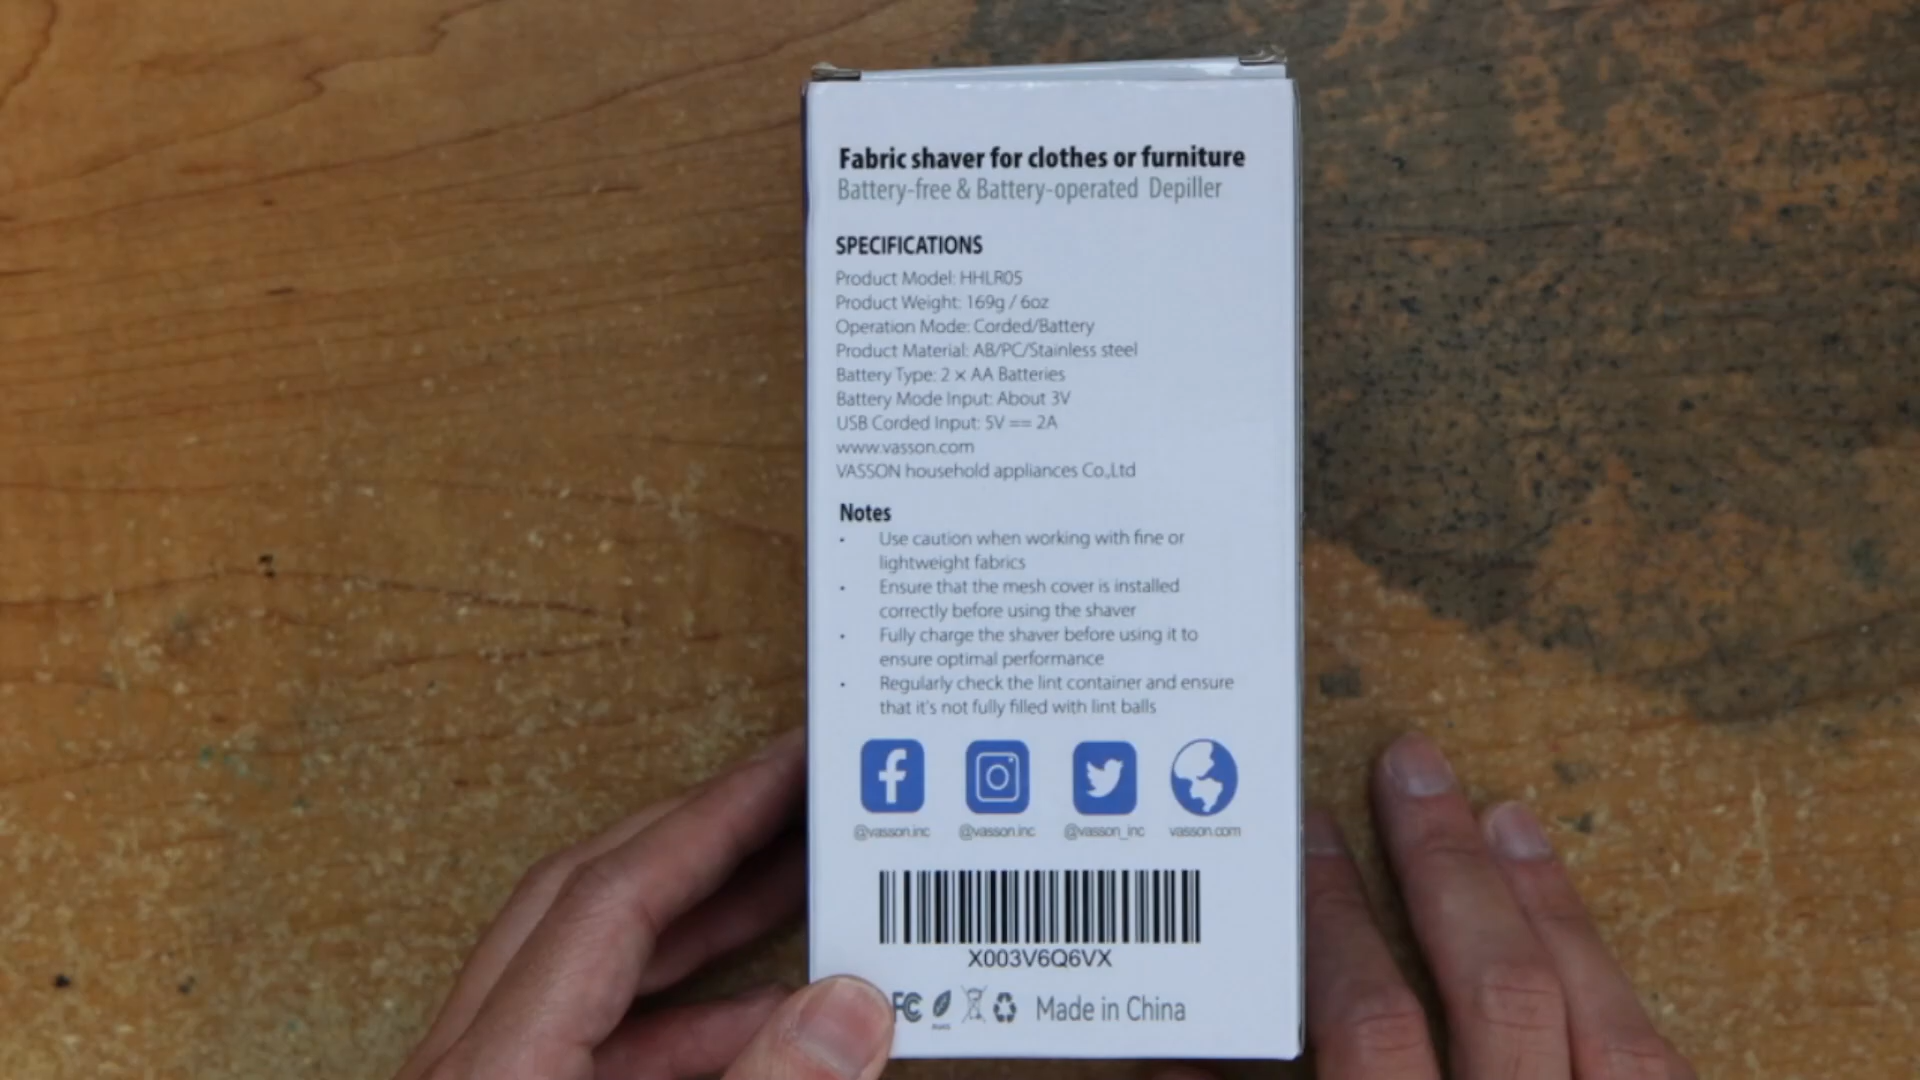 Fabric shaver for clothes or furniture
Battery-free & Battery-operated Depiller
SPECIFICATIONS
Product Model: HHLR05
Product Weight: 169g / 6oz
Operation Mode: Corded/Battery
Product Material: AB/PC/Stainless steel
Battery Type: 2 × AA Batteries
Battery Mode Input: About 3V
USB Corded Input: 5V == 2A
www.vasson.com
VASSON household appliances Co.,Ltd
Notes
• Use caution when working with fine or
lightweight fabrics
• Ensure that the mesh cover is installed
correctly before using the shaver
• Fully charge the shaver before using it to
ensure optimal performance
• Regularly check the lint container and ensure
that it's not fully filled with lint balls
@vasson.inc @vasson.inc @vasson_inc vasson.com
X003V6Q6VX
FC RoHS Made in China